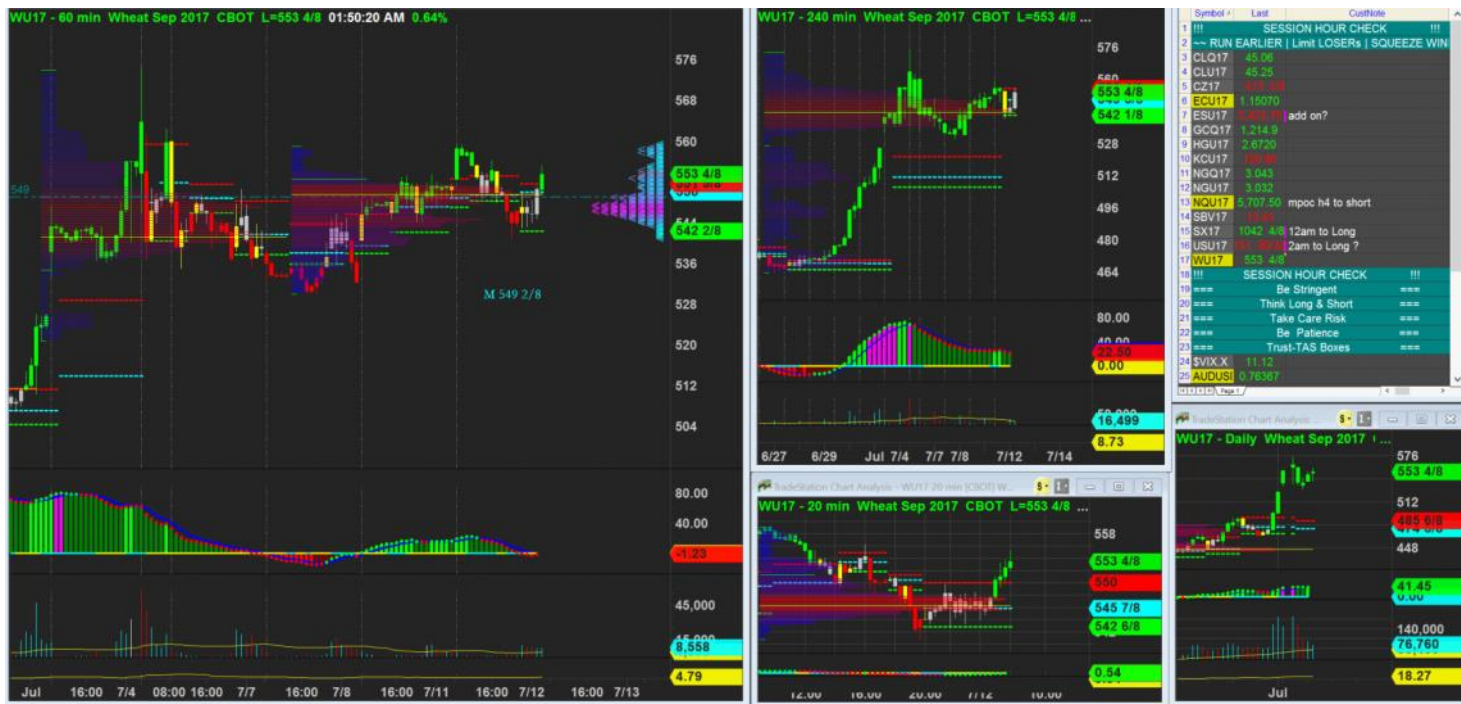 WU17 - 60 min Wheat Sep 2017 CBOT L=553 4/8 01:50:20 AM 0.64%
576
568
560
553 4/8
549
544
542 2/8
536
M 549 2/8
528
520
512
504
80.00
40.00
-1.23
45,000
8,558
4.79
Jul 16:00 7/4 08:00 16:00 7/7 16:00 7/8 16:00 7/11 16:00 7/12 16:00 7/13
WU17 - 240 min Wheat Sep 2017 CBOT L=553 4/8 ...
576
560
553 4/8
542 1/8
528
512
496
480
464
80.00
22.50
0.00
16,499
8.73
6/27 6/29 Jul 7/4 7/7 7/8 7/12 7/14
TradeStation Chart Analysis - WU17 20 min [CBOT] W...
WU17 - 20 min Wheat Sep 2017 CBOT L=553 4/8 ...
558
553 4/8
550
545 7/8
542 6/8
0.54
12:00 16:00 20:00 7/12 10:00
Symbol Last CustNote
1 !!! SESSION HOUR CHECK !!!
2 ~~ RUN EARLIER | Limit LOSERs | SQUEEZE WIN
3 CLQ17 45.06
4 CLU17 45.25
5 CZ17
6 ECU17 1.15070
7 ESU17 add on?
8 GCQ17 1,214.9
9 HGU17 2.6720
10 KCU17
11 NGQ17 3.043
12 NGU17 3.032
13 NQU17 5,707.50 mpoc h4 to short
14 SBV17
15 SX17 1042 4/8 12am to Long
16 USU17 2am to Long ?
17 WU17 553 4/8
18 !!! SESSION HOUR CHECK !!!
19 === Be Stringent ===
20 === Think Long & Short ===
21 === Take Care Risk ===
22 === Be Patience ===
23 === Trust-TAS Boxes ===
24 $VIX.X 11.12
25 AUDUSI 0.76367
Page 1
TradeStation Chart Analysis ...
WU17 - Daily Wheat Sep 2017 ...
576
553 4/8
512
485 6/8
448
41.45
0.00
140,000
76,760
18.27
Jul